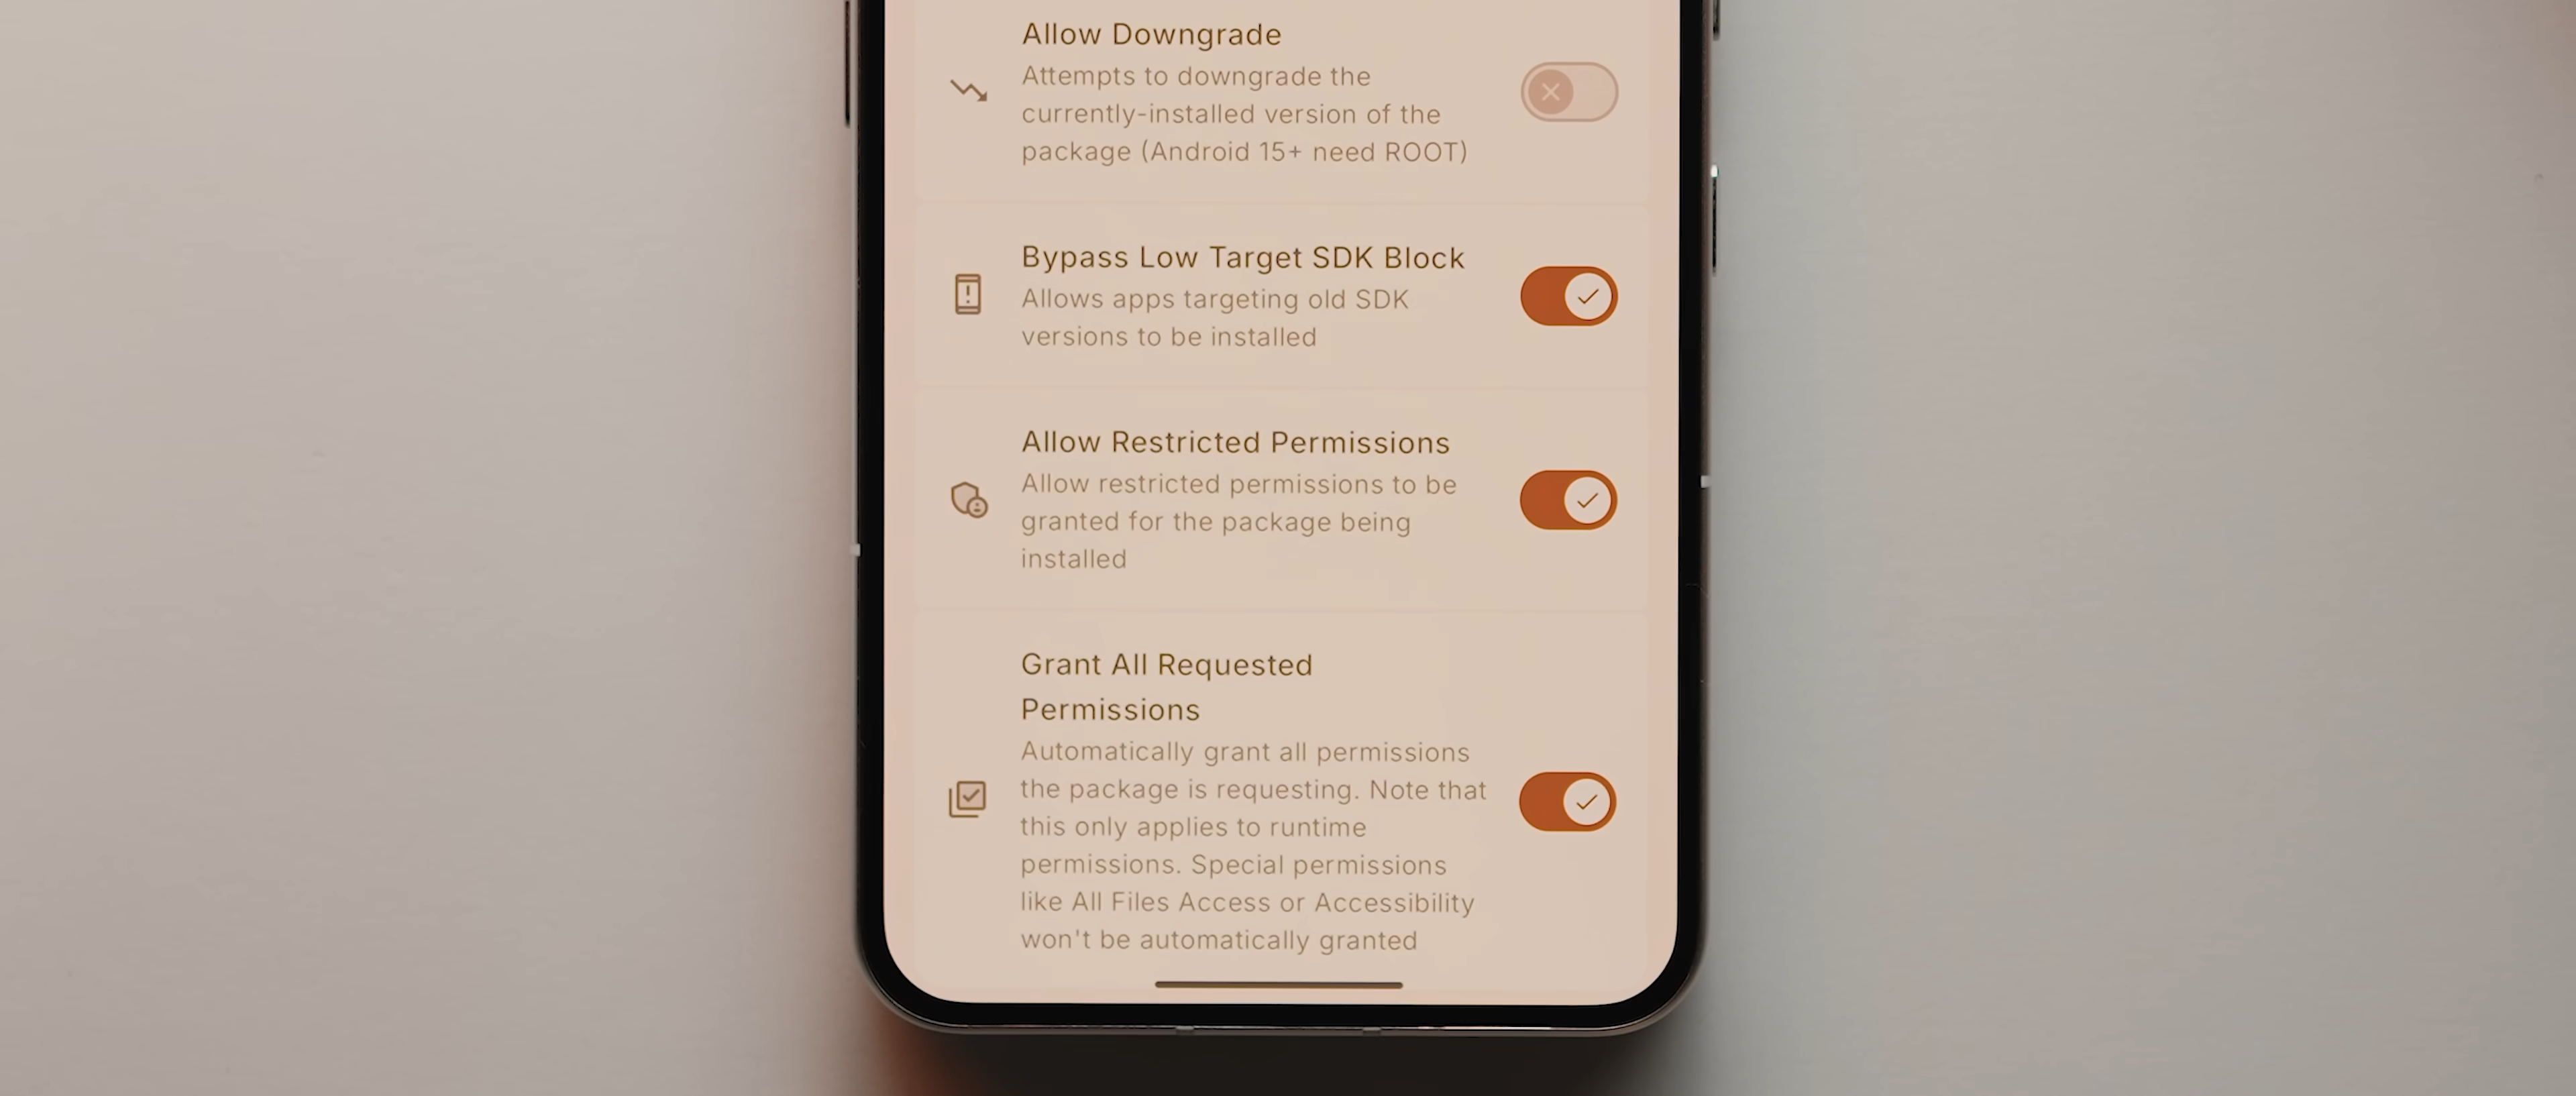 Allow Downgrade
Attempts to downgrade the
currently-installed version of the
package (Android 15+ need ROOT)
Bypass Low Target SDK Block
Allows apps targeting old SDK
versions to be installed
Allow Restricted Permissions
Allow restricted permissions to be
granted for the package being
installed
Grant All Requested
Permissions
Automatically grant all permissions
the package is requesting. Note that
this only applies to runtime
permissions. Special permissions
like All Files Access or Accessibility
won't be automatically granted